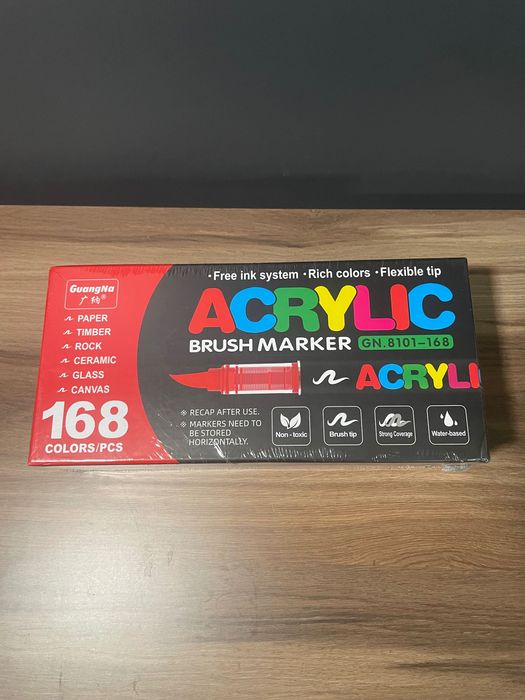 ·Free ink system ·Rich colors ·Flexible tip
GuangNa
广纳®
PAPER
TIMBER
ROCK
CERAMIC
GLASS
CANVAS
168
COLORS/PCS
ACRYLIC
BRUSH MARKER GN.8101-168
ACRYLI
※ RECAP AFTER USE.
※ MARKERS NEED TO
BE STORED
HORIZONTALLY.
Non-toxic
Brush tip
Strong Coverage
Water-based